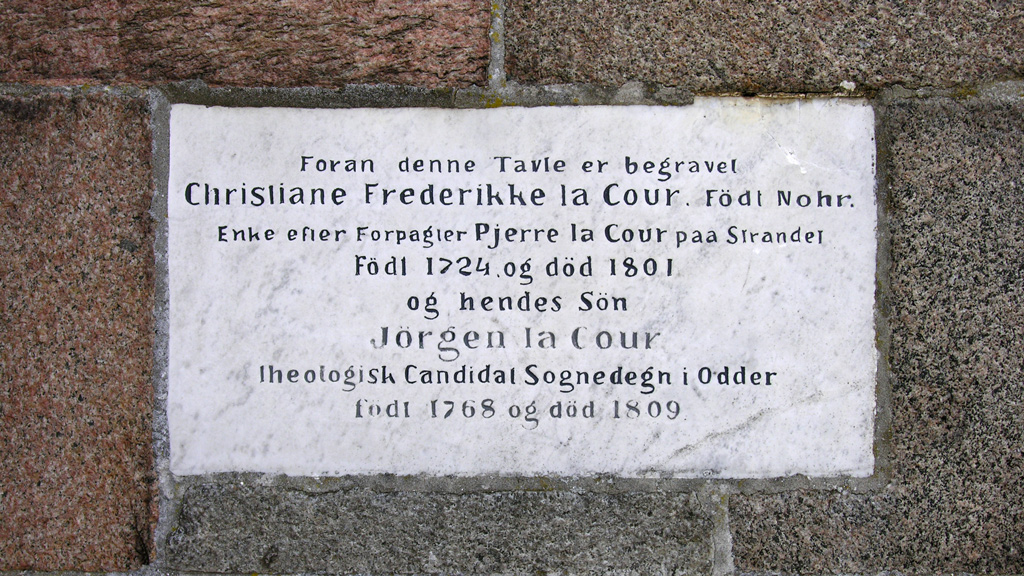 Foran denne Tavle er begravet
Christiane Frederikke la Cour. Födt Nohr.
Enke efter Forpagter Pjerre la Cour paa Strandet
Födt 1724. og död 1801
og hendes Sön
Jörgen la Cour
theologisk Candidat Sognedegn i Odder
födt 1768 og död 1809.